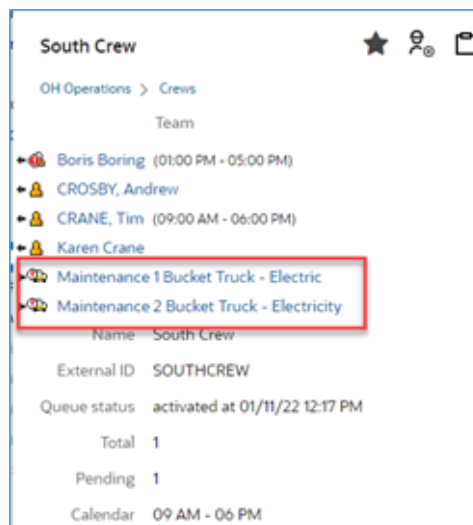 South Crew
OH Operations > Crews
Team
Boris Boring (01:00 PM - 05:00 PM)
CROSBY, Andrew
CRANE, Tim (09:00 AM - 06:00 PM)
Karen Crane
Maintenance 1 Bucket Truck - Electric
Maintenance 2 Bucket Truck - Electricity
Name South Crew
External ID SOUTHCREW
Queue status activated at 01/11/22 12:17 PM
Total 1
Pending 1
Calendar 09 AM - 06 PM